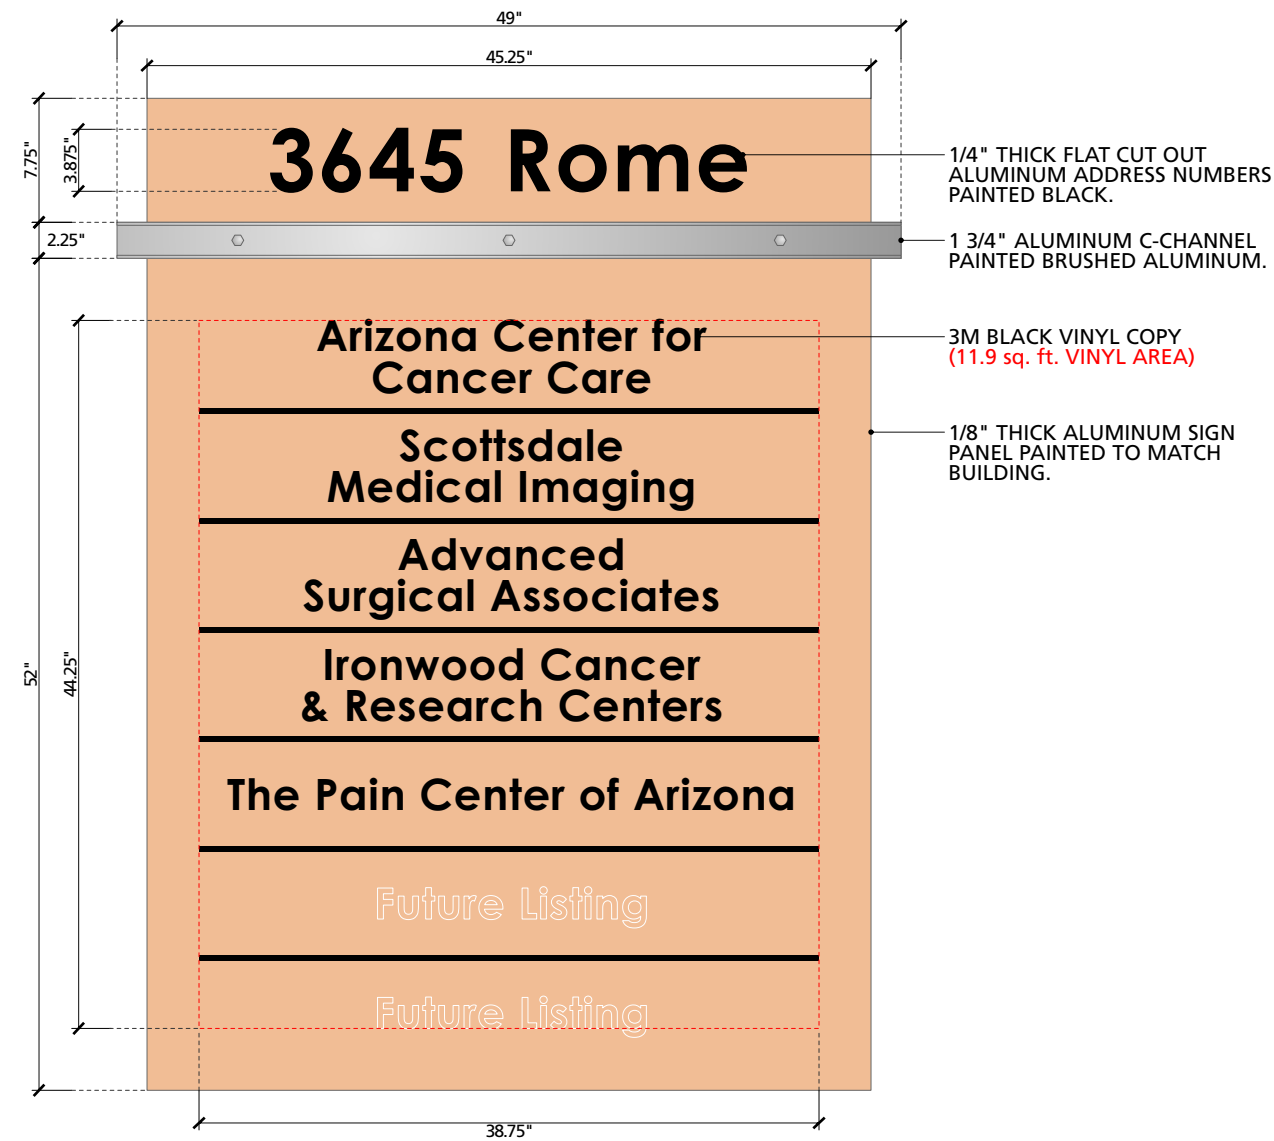 49"
45.25"
7.75"
3.875"
3645 Rome
1/4" THICK FLAT CUT OUT
ALUMINUM ADDRESS NUMBERS
PAINTED BLACK.
2.25"
1 3/4" ALUMINUM C-CHANNEL
PAINTED BRUSHED ALUMINUM.
Arizona Center for
Cancer Care
3M BLACK VINYL COPY
(11.9 sq. ft. VINYL AREA)
Scottsdale
Medical Imaging
1/8" THICK ALUMINUM SIGN
PANEL PAINTED TO MATCH
BUILDING.
Advanced
Surgical Associates
52"
44.25"
Ironwood Cancer
& Research Centers
The Pain Center of Arizona
Future Listing
Future Listing
38.75"